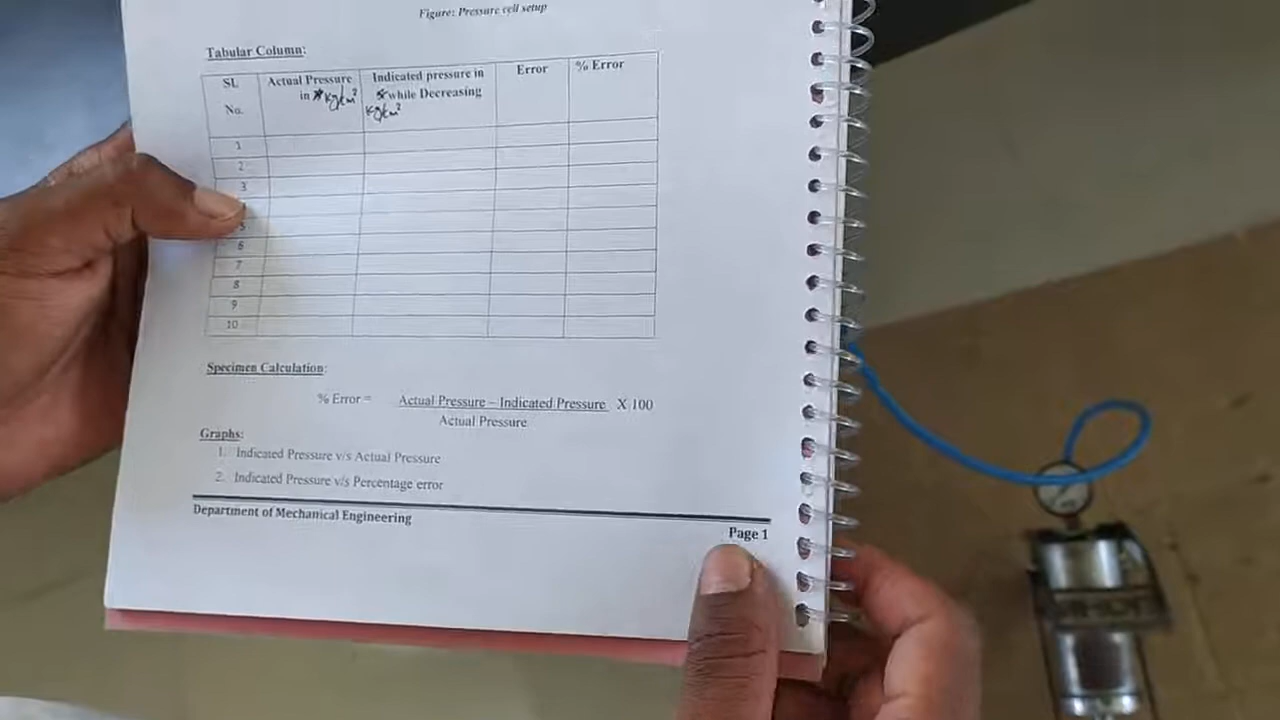 Figure: Pressure cell setup
Tabular Column:
SL No.
Actual Pressure in kg/cm²
Indicated pressure in while Decreasing kg/cm²
Error
% Error
1
2
3
5
6
7
8
9
10
Specimen Calculation:
% Error = Actual Pressure – Indicated Pressure X 100
Actual Pressure
Graphs:
1. Indicated Pressure v/s Actual Pressure
2. Indicated Pressure v/s Percentage error
Department of Mechanical Engineering
Page 1